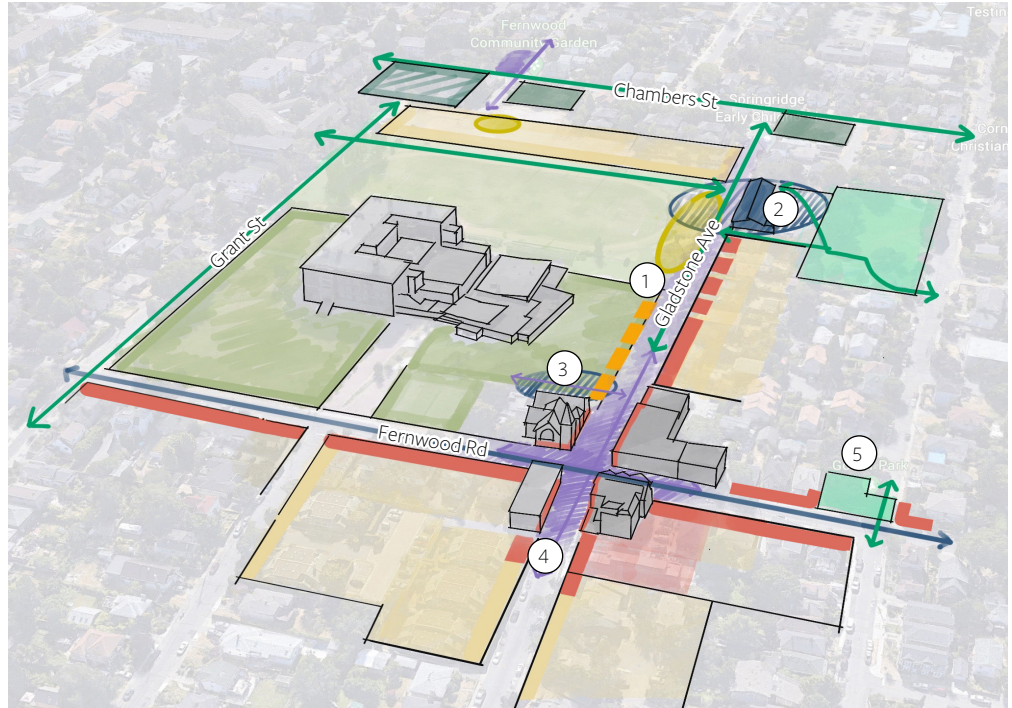 Testin
Fernwood
Community Garden
Chambers St
Springridge
Early Chil
Corn
Christian
2
Grant St
Gladstone Ave
1
3
Fernwood Rd
5
Park
4